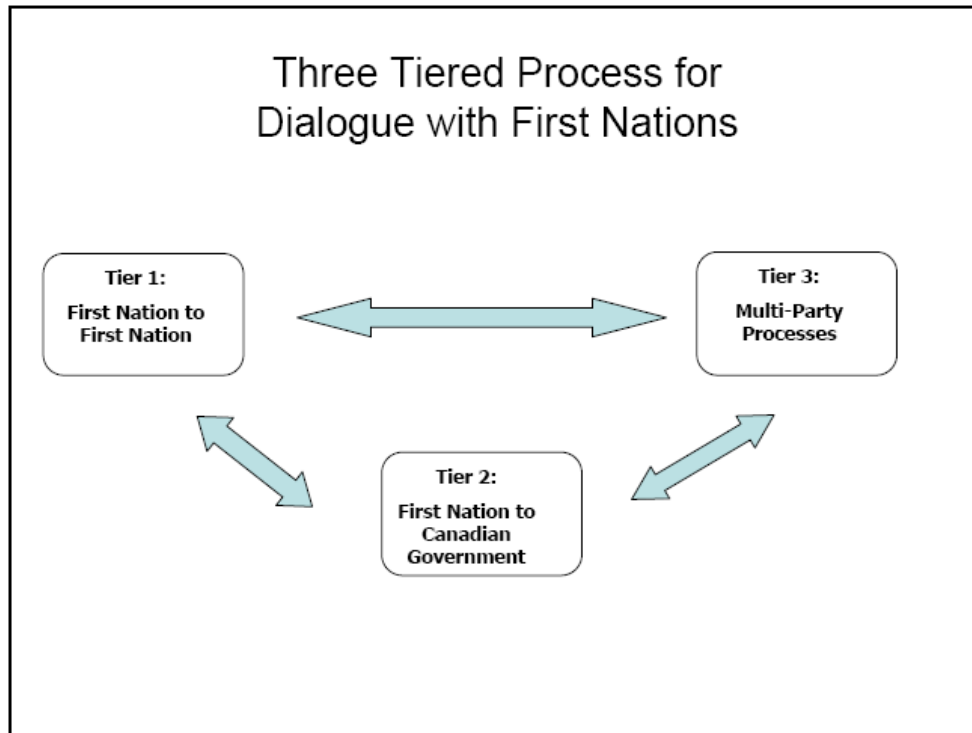 Three Tiered Process for
Dialogue with First Nations
Tier 1:
First Nation to
First Nation
Tier 3:
Multi-Party
Processes
Tier 2:
First Nation to
Canadian
Government